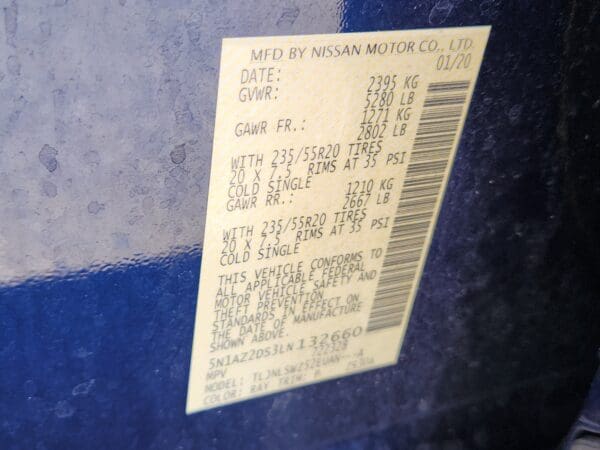 MFD BY NISSAN MOTOR CO., LTD.
DATE: 01/20
GVWR: 2395 KG
5280 LB
GAWR FR.: 1271 KG
2802 LB
WITH 235/55R20 TIRES
20 X 7.5 RIMS AT 35 PSI
COLD SINGLE
GAWR RR.: 1210 KG
2667 LB
WITH 235/55R20 TIRES
20 X 7.5 RIMS AT 35 PSI
COLD SINGLE
THIS VEHICLE CONFORMS TO
ALL APPLICABLE FEDERAL
MOTOR VEHICLE SAFETY AND
THEFT PREVENTION
STANDARDS IN EFFECT ON
THE DATE OF MANUFACTURE
SHOWN ABOVE.
5N1AZ2DS3LN132660
MPV
MODEL:
COLOR: RAY TRIM: